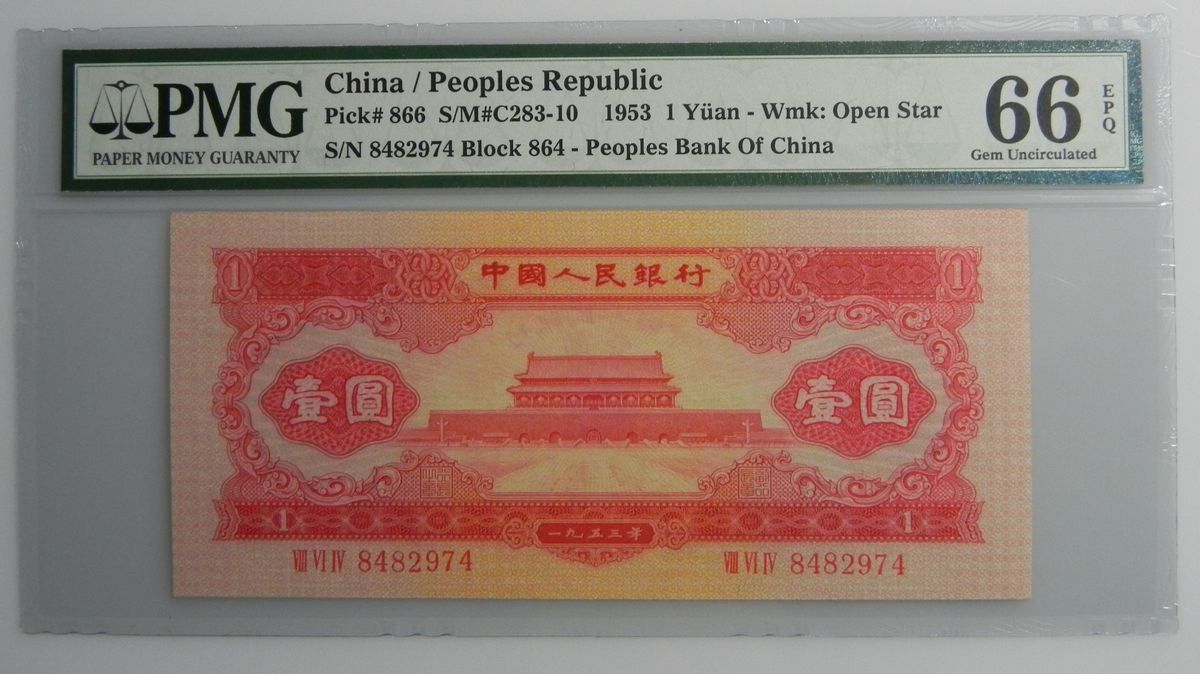 PMG
PAPER MONEY GUARANTY
China / Peoples Republic
Pick# 866 S/M#C283-10 1953 1 Yüan - Wmk: Open Star
S/N 8482974 Block 864 - Peoples Bank Of China
66 EPQ
Gem Uncirculated
1 中國人民銀行 1
壹圓 壹圓
1 一九五三年 1
VIII VI IV 8482974 VIII VI IV 8482974